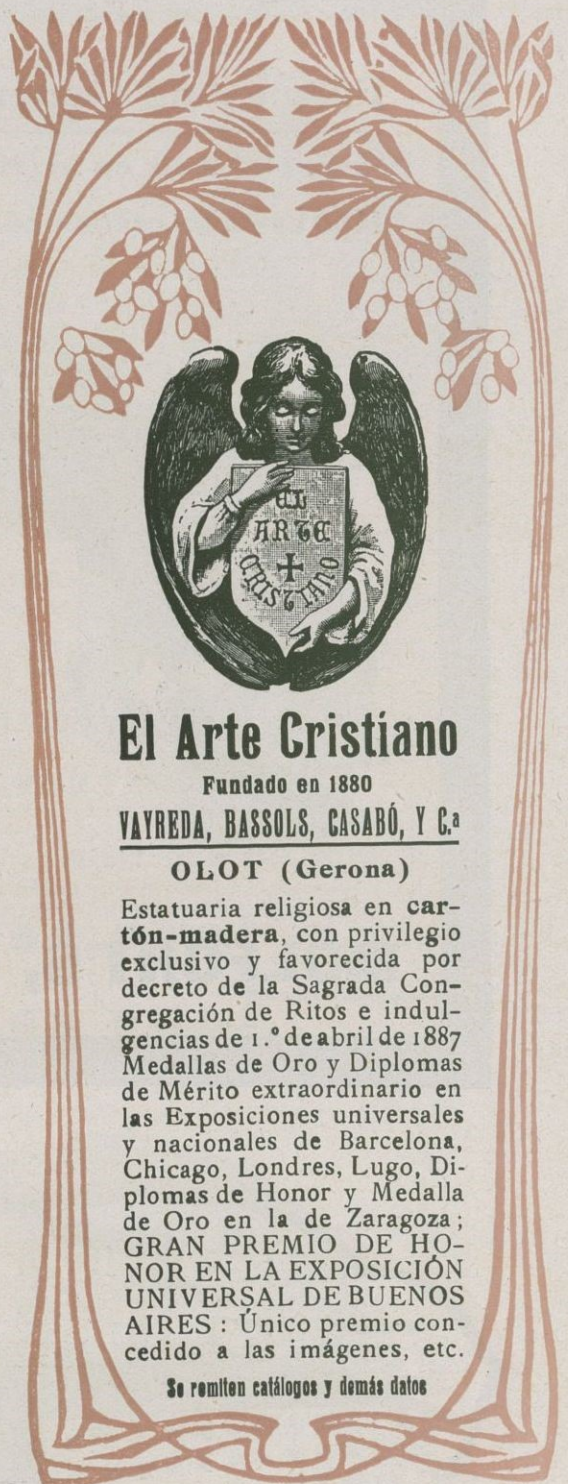 EL
ARTE
CRISTIANO
El Arte Cristiano
Fundado en 1880
VAYREDA, BASSOLS, CASABÓ, Y C.ª
OLOT (Gerona)
Estatuaria religiosa en car-
tón-madera, con privilegio
exclusivo y favorecida por
decreto de la Sagrada Con-
gregación de Ritos e indul-
gencias de 1.º de abril de 1887
Medallas de Oro y Diplomas
de Mérito extraordinario en
las Exposiciones universales
y nacionales de Barcelona,
Chicago, Londres, Lugo, Di-
plomas de Honor y Medalla
de Oro en la de Zaragoza;
GRAN PREMIO DE HO-
NOR EN LA EXPOSICIÓN
UNIVERSAL DE BUENOS
AIRES : Único premio con-
cedido a las imágenes, etc.
Se remiten catálogos y demás datos